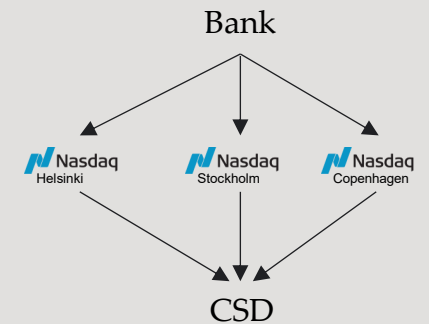 Bank
Nasdaq
Helsinki
Nasdaq
Stockholm
Nasdaq
Copenhagen
CSD